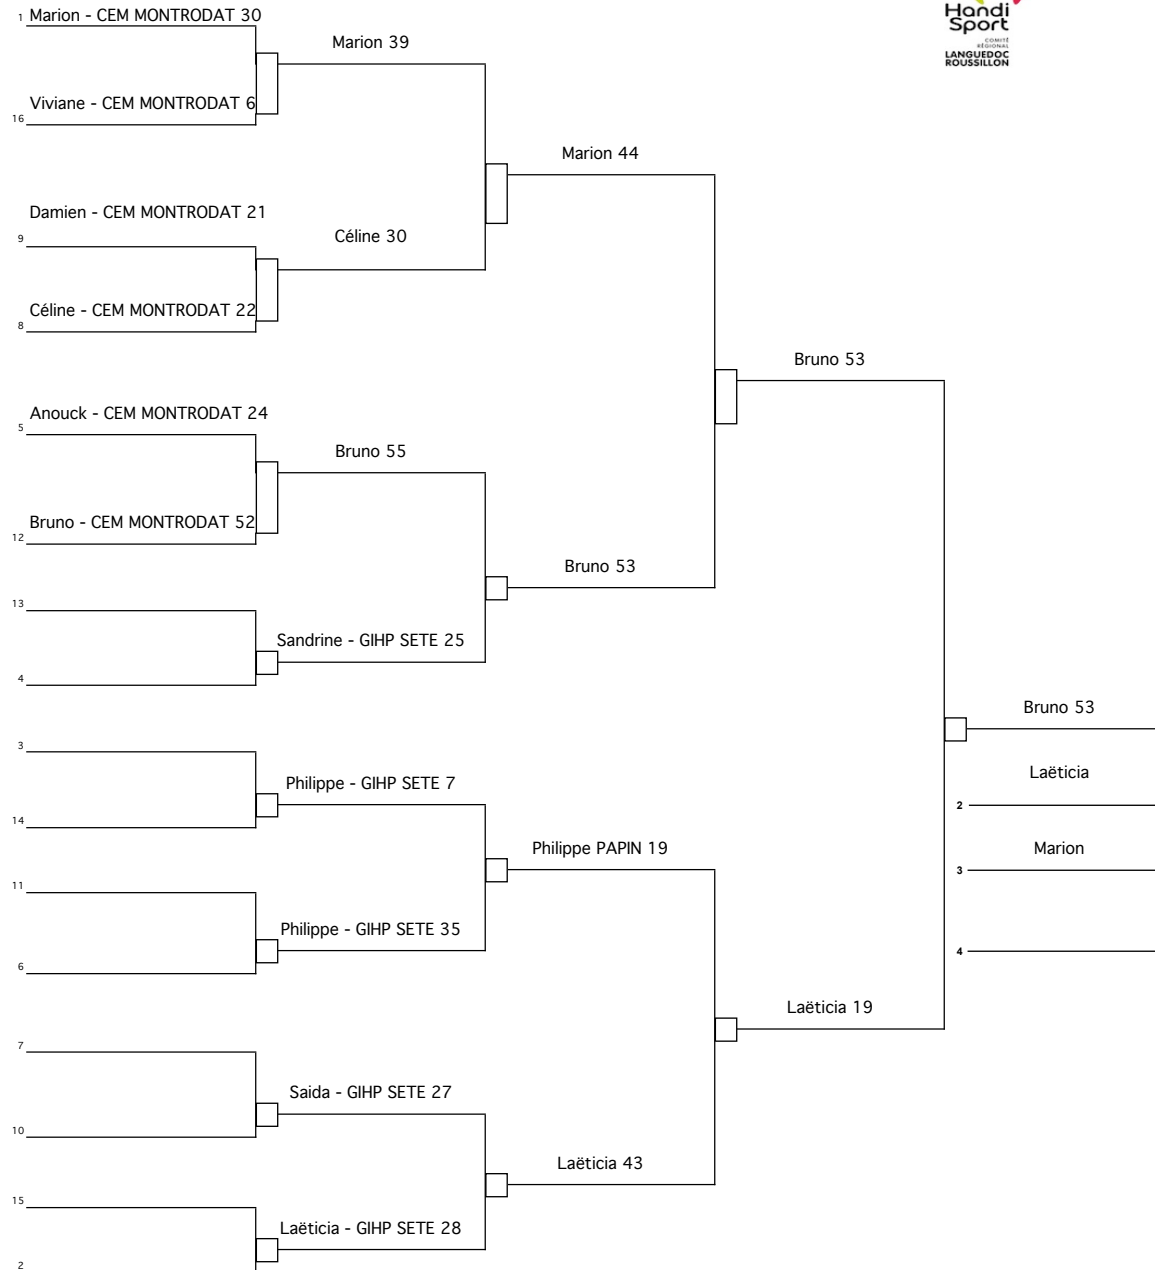 Handi
Sport
COMITÉ
RÉGIONAL
LANGUEDOC
ROUSSILLON
1 Marion - CEM MONTRODAT 30
Marion 39
Viviane - CEM MONTRODAT 6
16
Marion 44
Damien - CEM MONTRODAT 21
9
Céline 30
Céline - CEM MONTRODAT 22
8
Bruno 53
Anouck - CEM MONTRODAT 24
5
Bruno 55
Bruno - CEM MONTRODAT 52
12
Bruno 53
13
Sandrine - GIHP SETE 25
4
Bruno 53
3
Laëticia
2
Philippe - GIHP SETE 7
14
Philippe PAPIN 19
Marion
3
11
Philippe - GIHP SETE 35
4
6
Laëticia 19
7
Saida - GIHP SETE 27
10
Laëticia 43
15
Laëticia - GIHP SETE 28
2